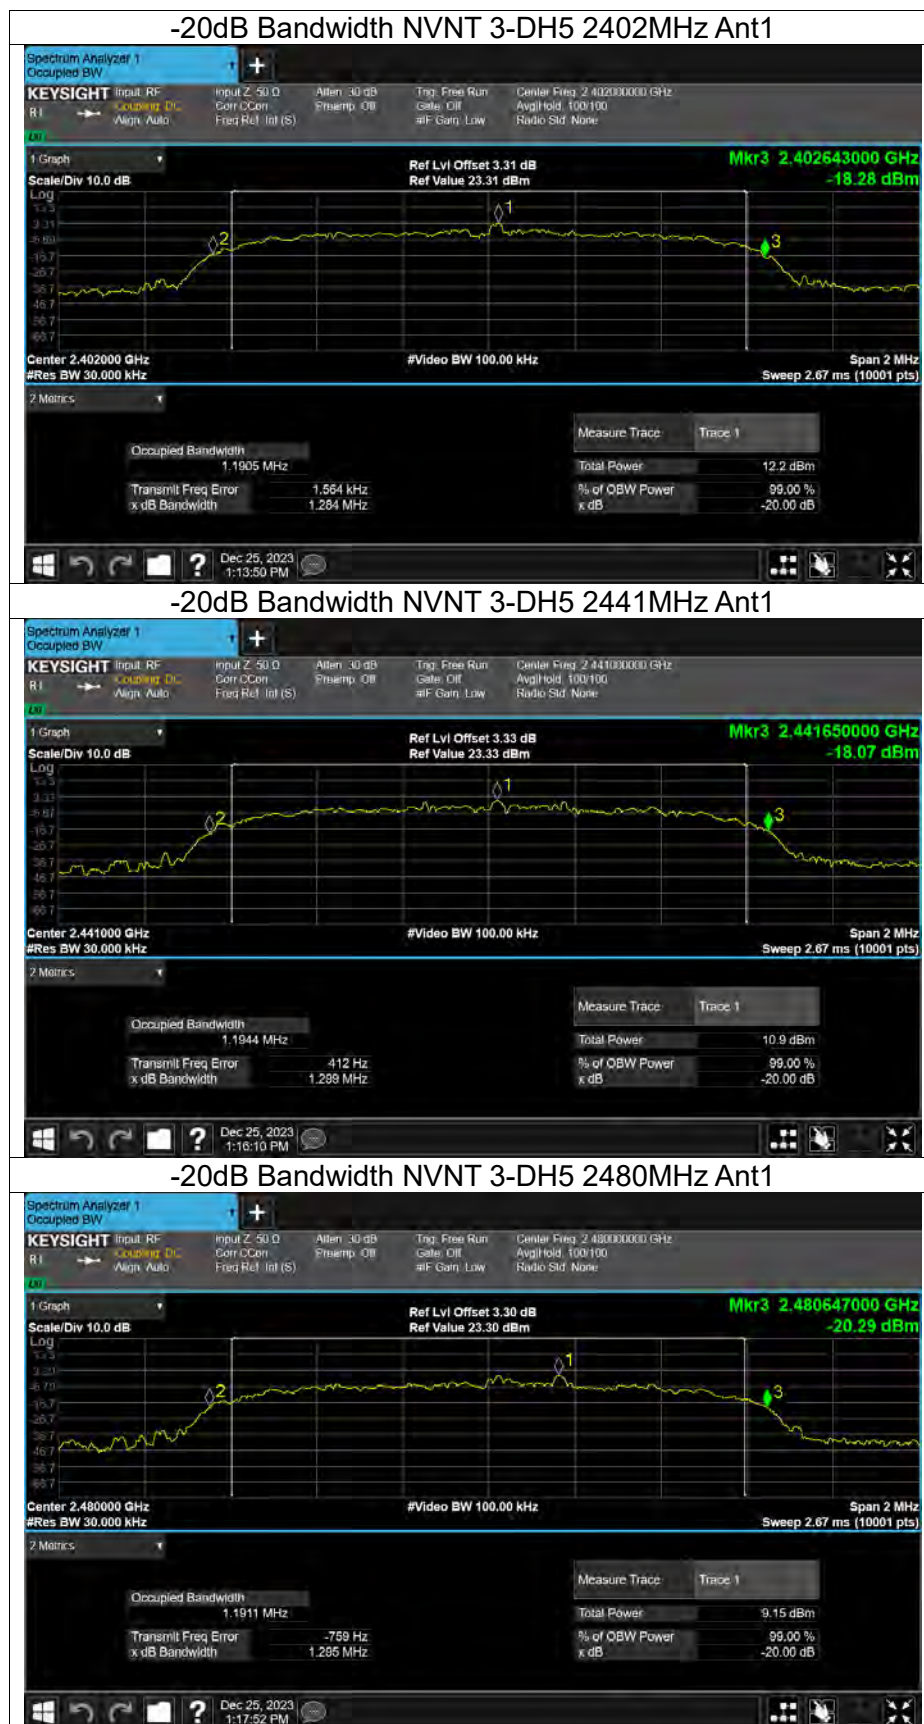 -20dB Bandwidth NVNT 3-DH5 2402MHz Ant1
Spectrum Analyzer 1
Occupied BW
+
KEYSIGHT Input: RF Input Z: 50 Ω Atten: 30 dB Trig: Free Run Center Freq: 2.402000000 GHz
Coupling: DC Corr CCorr Preamp: Off Gate: Off Avg|Hold: 100/100
Align: Auto Freq Ref: Int (S) #IF Gain: Low Radio Std: None
1 Graph
Ref Lvl Offset 3.31 dB Mkr3 2.402643000 GHz
Scale/Div 10.0 dB Ref Value 23.31 dBm -18.28 dBm
Log
1
2
3
Center 2.402000 GHz #Video BW 100.00 kHz Span 2 MHz
#Res BW 30.000 kHz Sweep 2.67 ms (10001 pts)
2 Metrics
Measure Trace Trace 1
Occupied Bandwidth
1.1905 MHz Total Power 12.2 dBm
Transmit Freq Error 1.564 kHz % of OBW Power 99.00 %
x dB Bandwidth 1.284 MHz x dB -20.00 dB
? Dec 25, 2023
1:13:50 PM
-20dB Bandwidth NVNT 3-DH5 2441MHz Ant1
Spectrum Analyzer 1
Occupied BW
+
KEYSIGHT Input: RF Input Z: 50 Ω Atten: 30 dB Trig: Free Run Center Freq: 2.441000000 GHz
Coupling: DC Corr CCorr Preamp: Off Gate: Off Avg|Hold: 100/100
Align: Auto Freq Ref: Int (S) #IF Gain: Low Radio Std: None
1 Graph
Ref Lvl Offset 3.33 dB Mkr3 2.441650000 GHz
Scale/Div 10.0 dB Ref Value 23.33 dBm -18.07 dBm
Log
1
2
3
Center 2.441000 GHz #Video BW 100.00 kHz Span 2 MHz
#Res BW 30.000 kHz Sweep 2.67 ms (10001 pts)
2 Metrics
Measure Trace Trace 1
Occupied Bandwidth
1.1944 MHz Total Power 10.9 dBm
Transmit Freq Error 412 Hz % of OBW Power 99.00 %
x dB Bandwidth 1.299 MHz x dB -20.00 dB
? Dec 25, 2023
1:16:10 PM
-20dB Bandwidth NVNT 3-DH5 2480MHz Ant1
Spectrum Analyzer 1
Occupied BW
+
KEYSIGHT Input: RF Input Z: 50 Ω Atten: 30 dB Trig: Free Run Center Freq: 2.480000000 GHz
Coupling: DC Corr CCorr Preamp: Off Gate: Off Avg|Hold: 100/100
Align: Auto Freq Ref: Int (S) #IF Gain: Low Radio Std: None
1 Graph
Ref Lvl Offset 3.30 dB Mkr3 2.480647000 GHz
Scale/Div 10.0 dB Ref Value 23.30 dBm -20.29 dBm
Log
1
2
3
Center 2.480000 GHz #Video BW 100.00 kHz Span 2 MHz
#Res BW 30.000 kHz Sweep 2.67 ms (10001 pts)
2 Metrics
Measure Trace Trace 1
Occupied Bandwidth
1.1911 MHz Total Power 9.15 dBm
Transmit Freq Error -759 Hz % of OBW Power 99.00 %
x dB Bandwidth 1.285 MHz x dB -20.00 dB
? Dec 25, 2023
1:17:52 PM